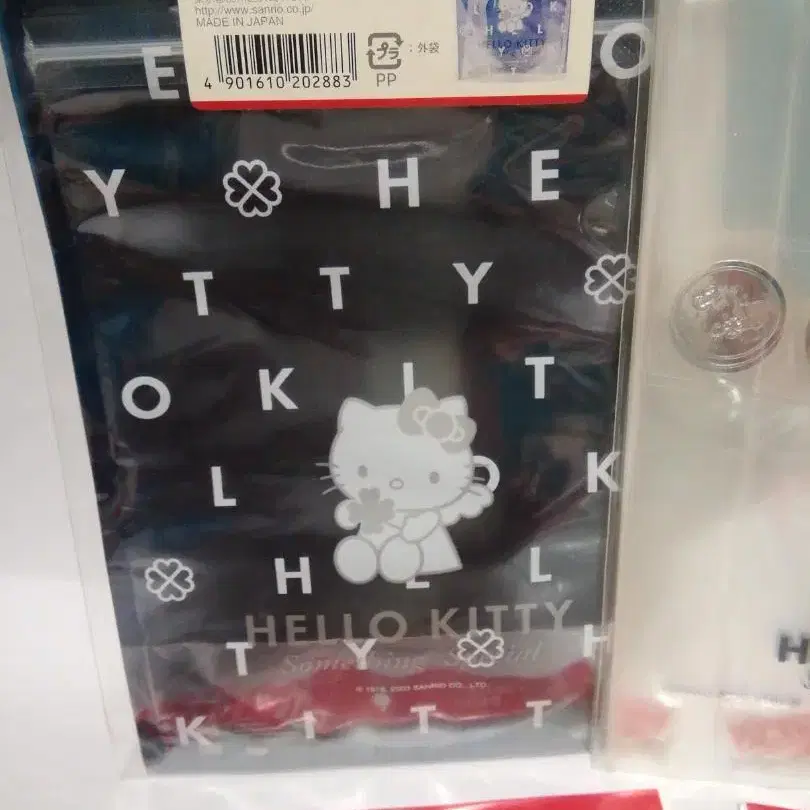 http://www.sanrio.co.jp/
MADE IN JAPAN
4 901610 202883
プラ : 外袋
PP
E O
Y H E
T T Y
O K I T
L O K
H E L
HELLO KITTY
T Y H
Something Special
© 1976, 2003 SANRIO CO., LTD.
K I T T